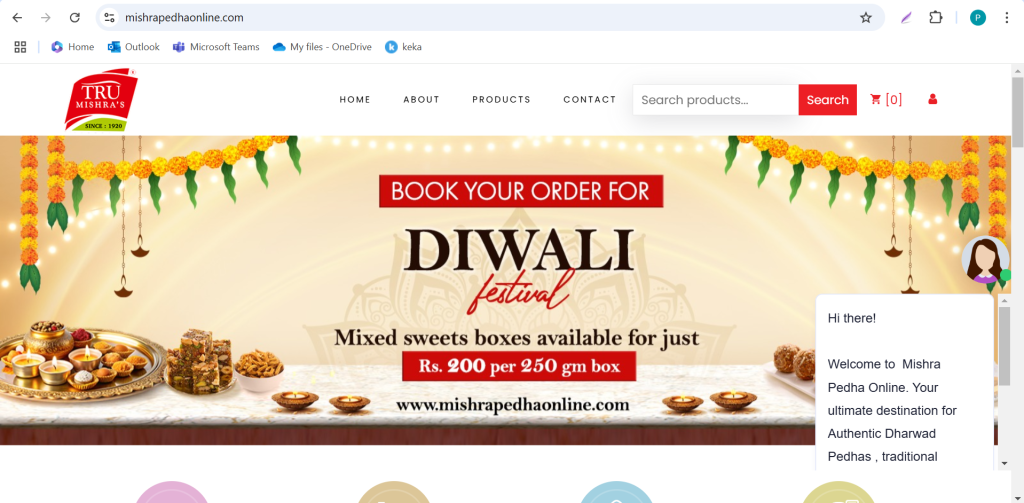 mishrapedhaonline.com
P
Home
Outlook
Microsoft Teams
My files - OneDrive
keka
TRU
MISHRA'S
SINCE : 1920
HOME
ABOUT
PRODUCTS
CONTACT
Search products...
Search
[0]
BOOK YOUR ORDER FOR
DIWALI
festival
Mixed sweets boxes available for just
Rs. 200 per 250 gm box
www.mishrapedhaonline.com
Hi there!
Welcome to Mishra
Pedha Online. Your
ultimate destination for
Authentic Dharwad
Pedhas , traditional